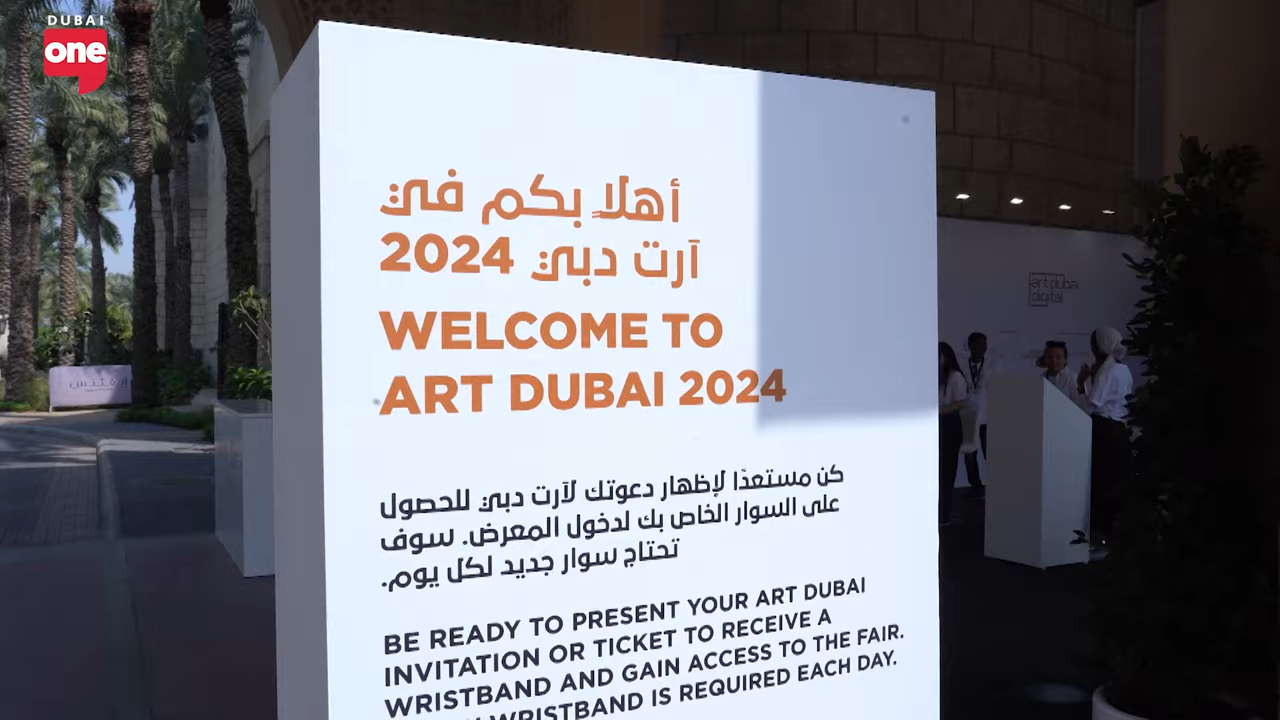 DUBAI
one
أهلاً بكم في
آرت دبي 2024
WELCOME TO
ART DUBAI 2024
كن مستعدًا لإظهار دعوتك لآرت دبي للحصول
على السوار الخاص بك لدخول المعرض. سوف
تحتاج سوار جديد لكل يوم.
BE READY TO PRESENT YOUR ART DUBAI
INVITATION OR TICKET TO RECEIVE A
WRISTBAND AND GAIN ACCESS TO THE FAIR.
WRISTBAND IS REQUIRED EACH DAY.
art dubai
digital